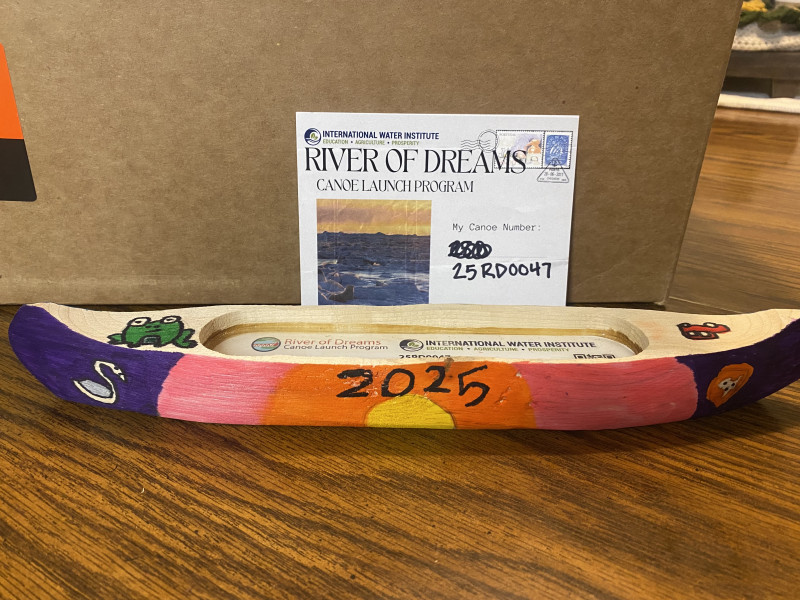 INTERNATIONAL WATER INSTITUTE
EDUCATION • AGRICULTURE • PROSPERITY
RIVER OF DREAMS
CANOE LAUNCH PROGRAM
My Canoe Number:
25RD0047
River of Dreams
Canoe Launch Program
INTERNATIONAL WATER INSTITUTE
EDUCATION • AGRICULTURE • PROSPERITY
2025